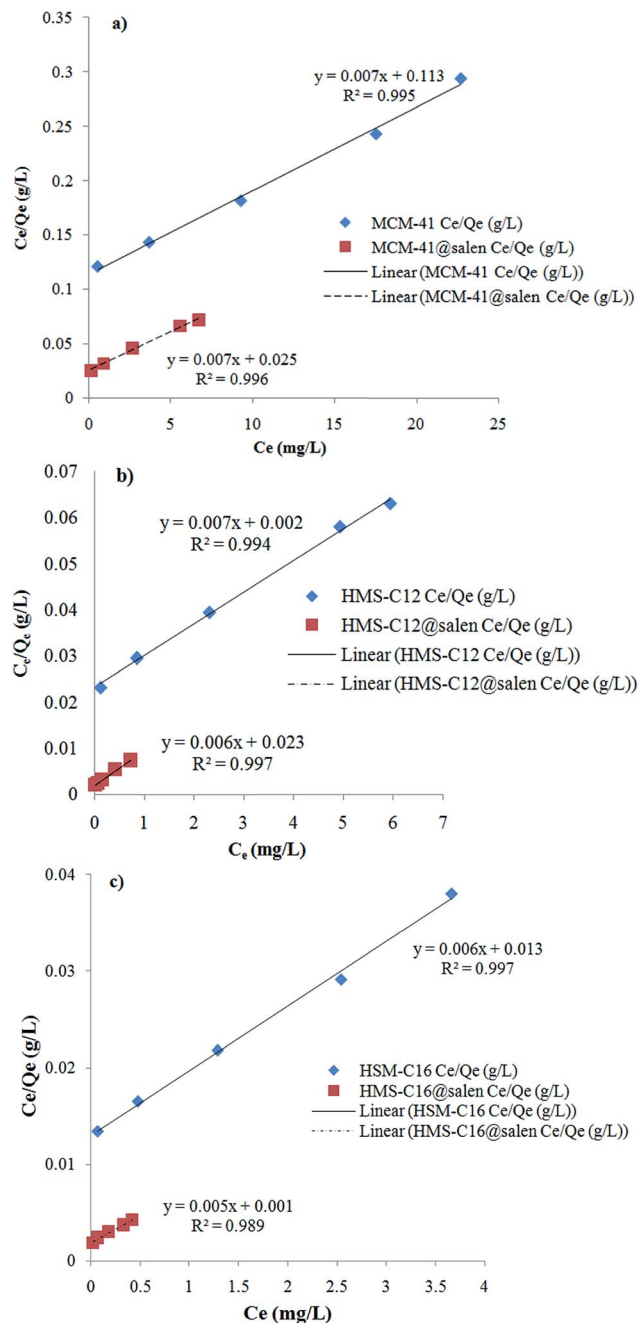 a)
0.35
0.3
0.25
0.2
0.15
0.1
0.05
0
Ce/Qe (g/L)
y = 0.007x + 0.113
R² = 0.995
MCM-41 Ce/Qe (g/L)
MCM-41@salen Ce/Qe (g/L)
Linear (MCM-41 Ce/Qe (g/L))
Linear (MCM-41@salen Ce/Qe (g/L))
y = 0.007x + 0.025
R² = 0.996
0 5 10 15 20 25
Ce (mg/L)
b)
0.07
0.06
0.05
0.04
0.03
0.02
0.01
0
Ce/Qe (g/L)
y = 0.007x + 0.002
R² = 0.994
HMS-C12 Ce/Qe (g/L)
HMS-C12@salen Ce/Qe (g/L)
Linear (HMS-C12 Ce/Qe (g/L))
Linear (HMS-C12@salen Ce/Qe (g/L))
y = 0.006x + 0.023
R² = 0.997
0 1 2 3 4 5 6 7
Ce (mg/L)
c)
0.04
0.03
0.02
0.01
0
Ce/Qe (g/L)
y = 0.006x + 0.013
R² = 0.997
HSM-C16 Ce/Qe (g/L)
HMS-C16@salen Ce/Qe (g/L)
Linear (HSM-C16 Ce/Qe (g/L))
Linear (HMS-C16@salen Ce/Qe (g/L))
y = 0.005x + 0.001
R² = 0.989
0 0.5 1 1.5 2 2.5 3 3.5 4
Ce (mg/L)